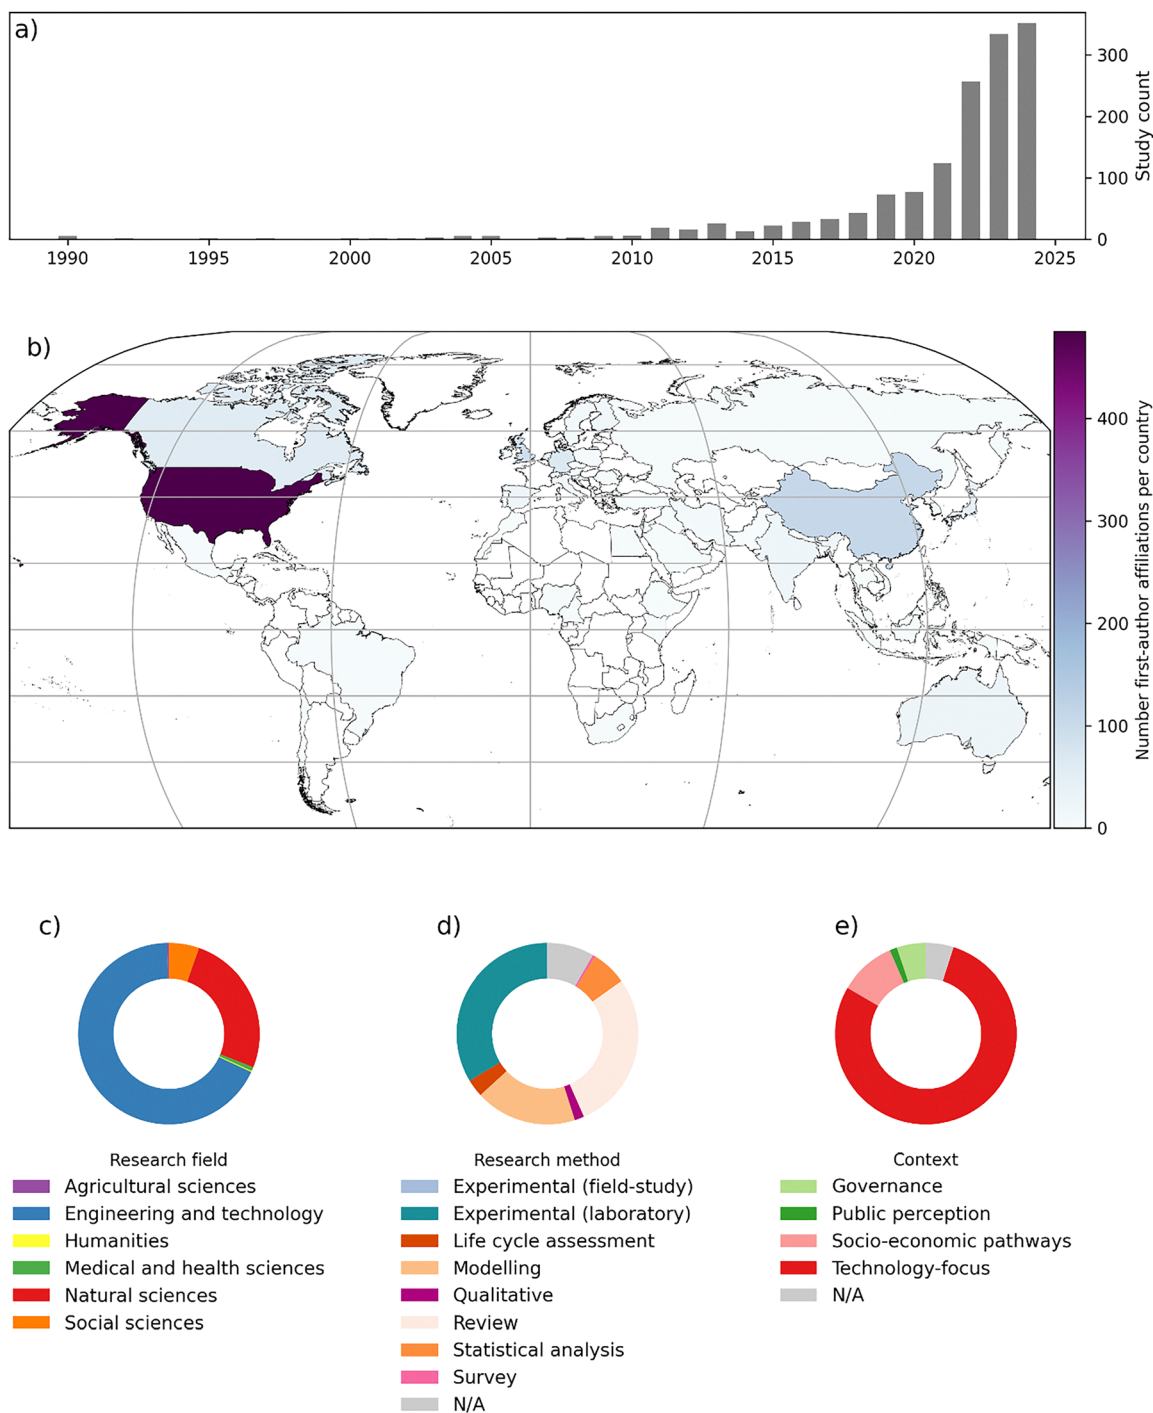 a)
300
200
100
0
Study count
1990 1995 2000 2005 2010 2015 2020 2025
b)
400
300
200
100
0
Number first-author affiliations per country
c) d) e)
Research field
Agricultural sciences
Engineering and technology
Humanities
Medical and health sciences
Natural sciences
Social sciences
Research method
Experimental (field-study)
Experimental (laboratory)
Life cycle assessment
Modelling
Qualitative
Review
Statistical analysis
Survey
N/A
Context
Governance
Public perception
Socio-economic pathways
Technology-focus
N/A